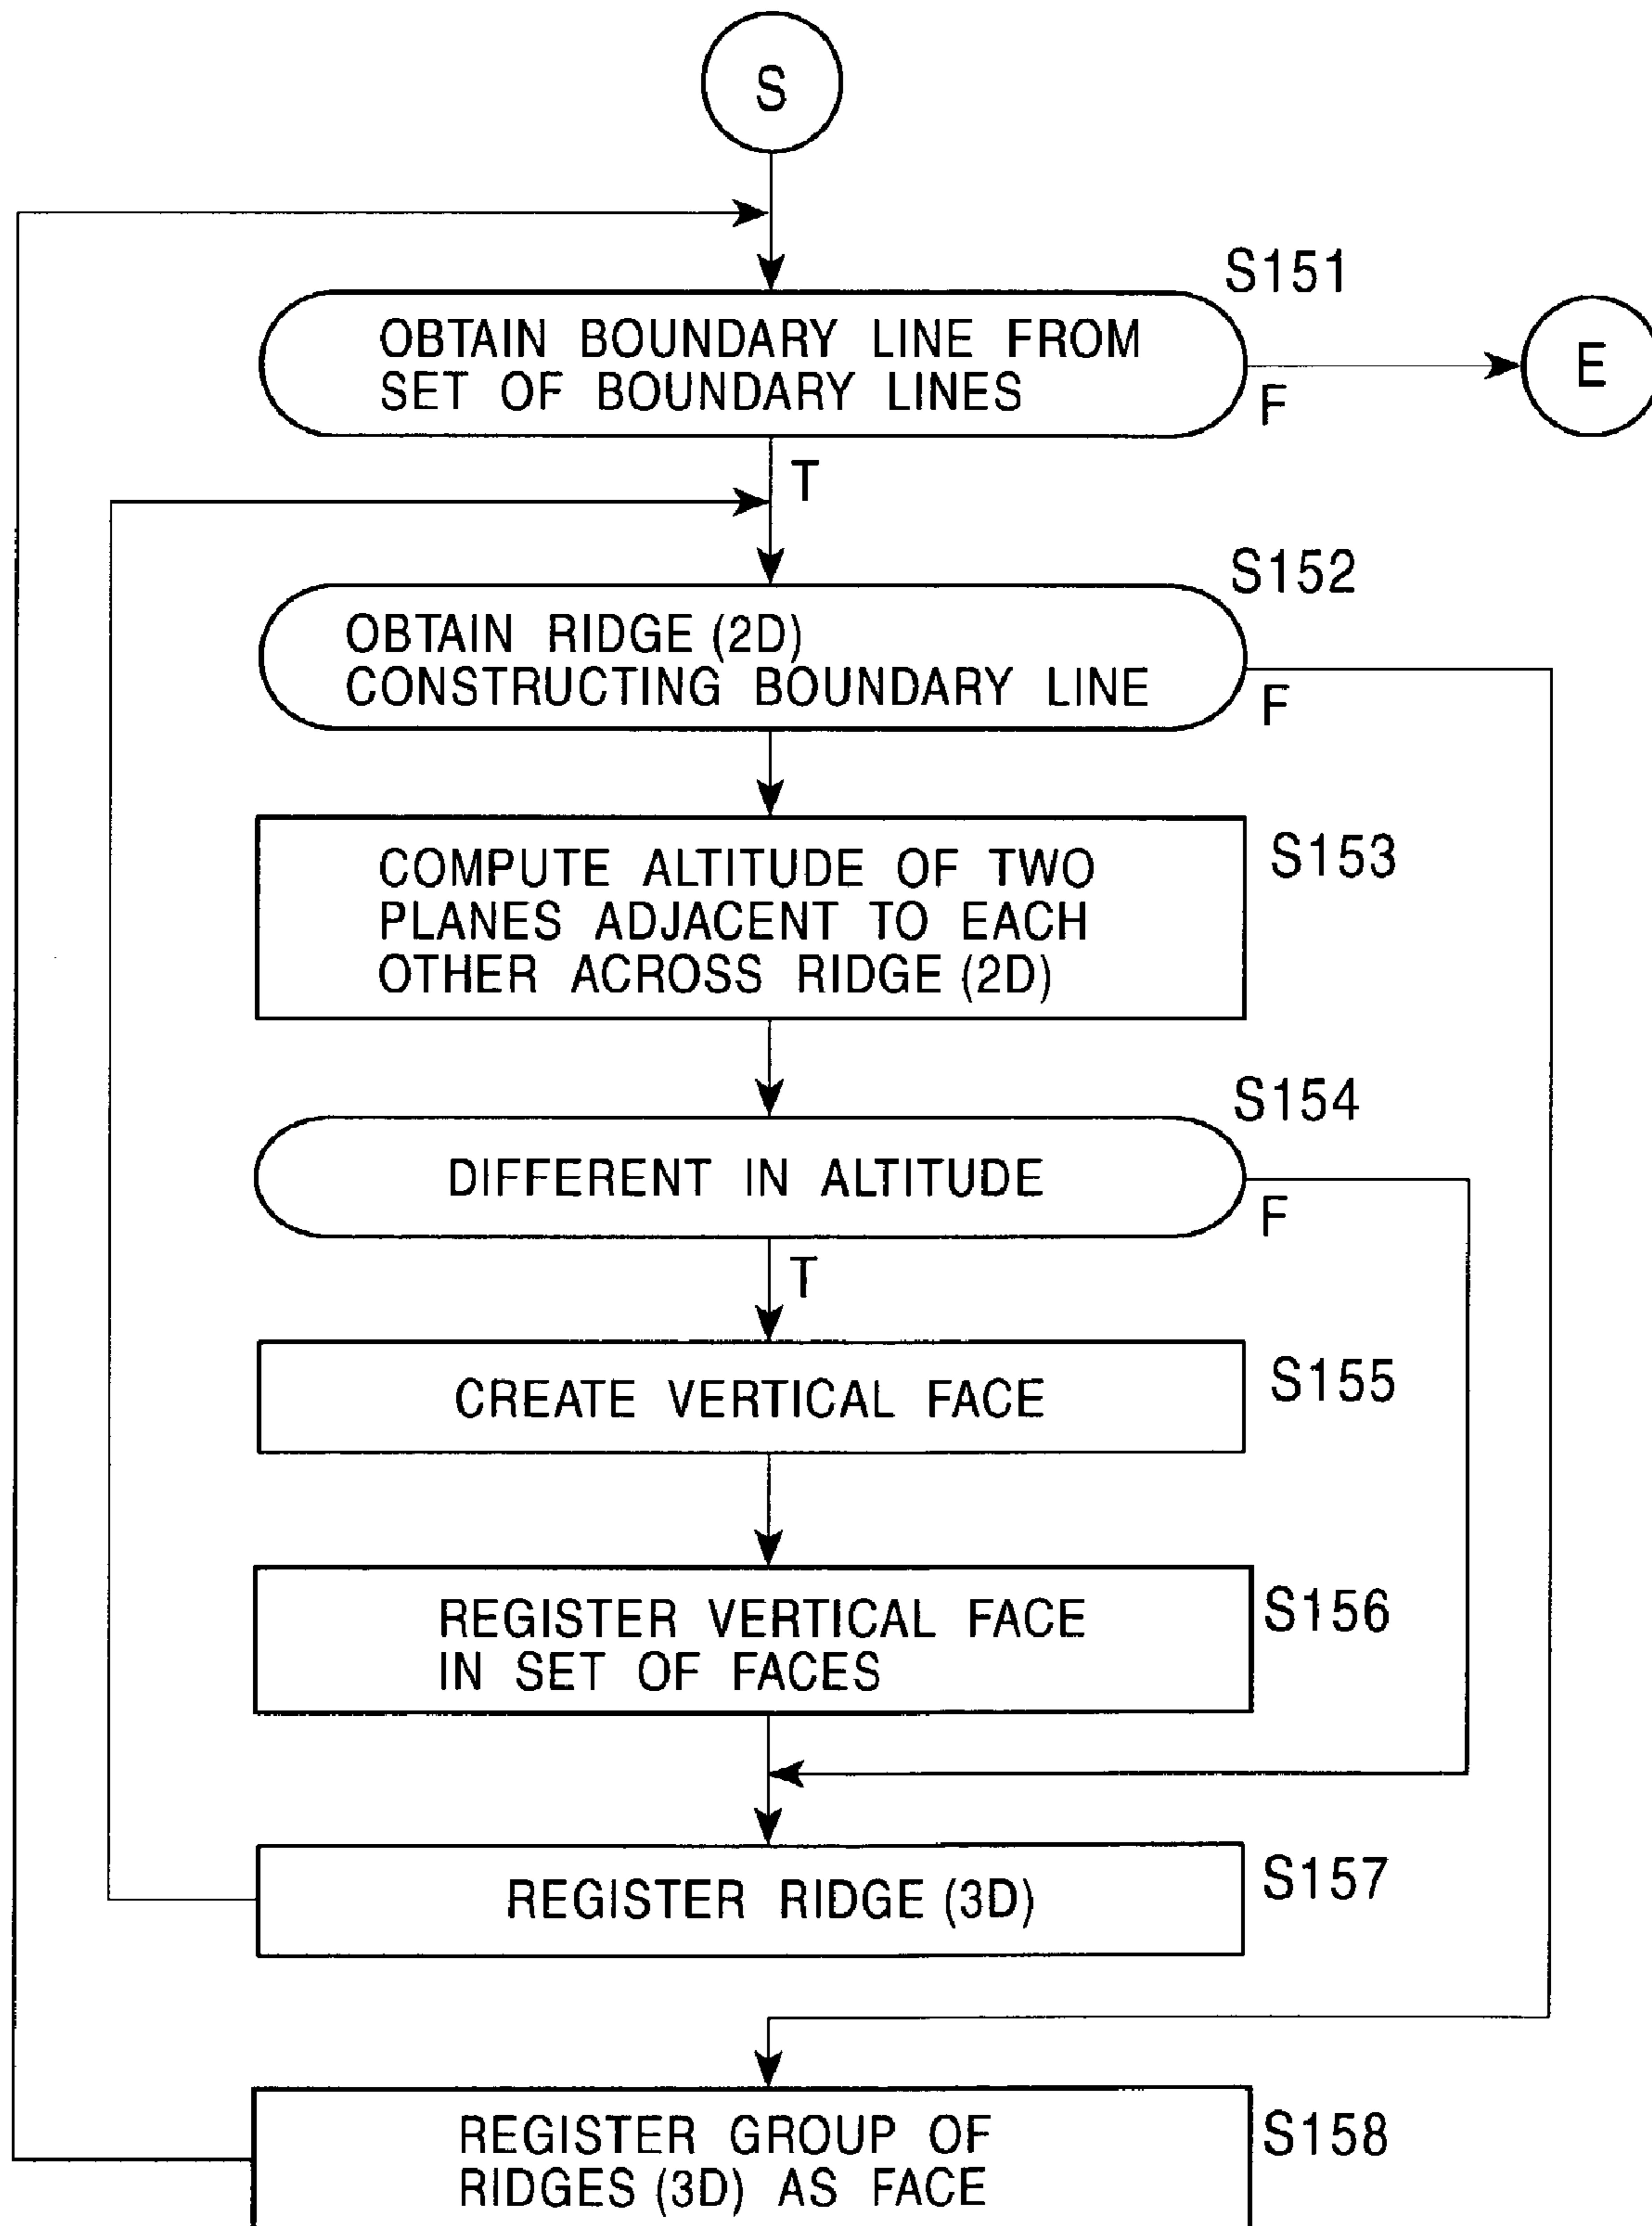 S
S151
OBTAIN BOUNDARY LINE FROM
SET OF BOUNDARY LINES
F
E
T
S152
OBTAIN RIDGE (2D)
CONSTRUCTING BOUNDARY LINE
F
S153
COMPUTE ALTITUDE OF TWO
PLANES ADJACENT TO EACH
OTHER ACROSS RIDGE (2D)
S154
DIFFERENT IN ALTITUDE
F
T
S155
CREATE VERTICAL FACE
S156
REGISTER VERTICAL FACE
IN SET OF FACES
S157
REGISTER RIDGE (3D)
S158
REGISTER GROUP OF
RIDGES (3D) AS FACE